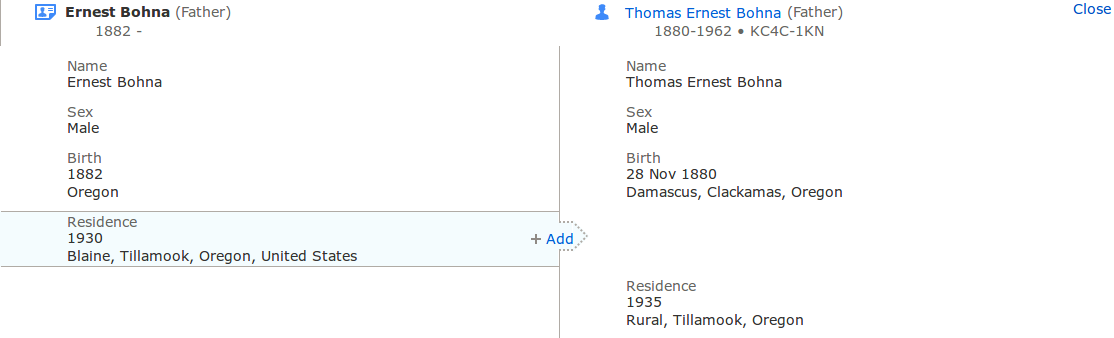 Ernest Bohna (Father)
1882 -
Name
Ernest Bohna
Sex
Male
Birth
1882
Oregon
Residence
1930
Blaine, Tillamook, Oregon, United States
+ Add
Thomas Ernest Bohna (Father)
1880-1962 • KC4C-1KN
Close
Name
Thomas Ernest Bohna
Sex
Male
Birth
28 Nov 1880
Damascus, Clackamas, Oregon
Residence
1935
Rural, Tillamook, Oregon